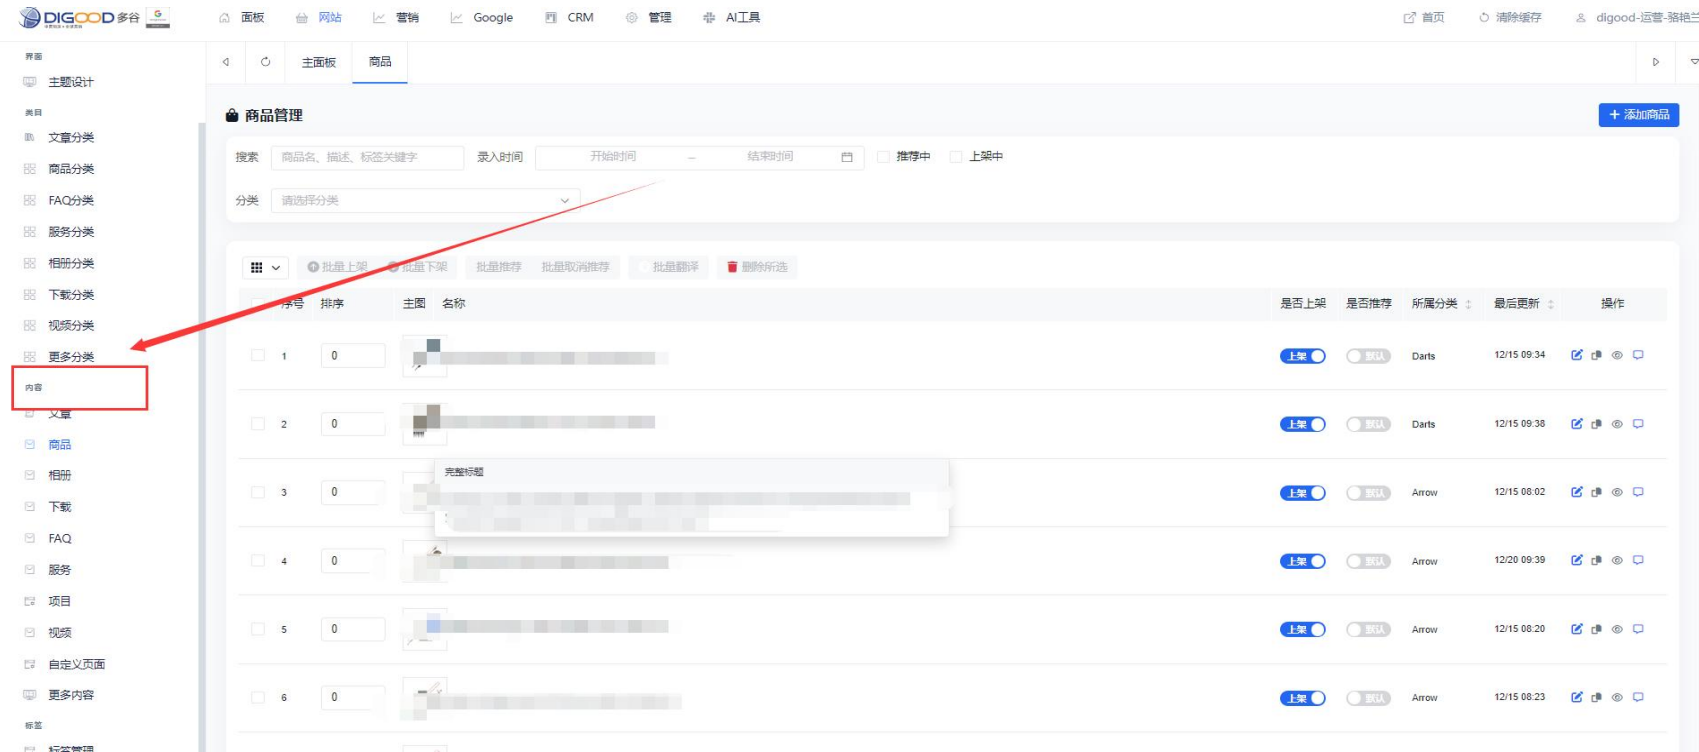 DIGOOD 多谷
面板
网站
营销
Google
CRM
管理
AI工具
首页
清除缓存
digood-运营-骆艳兰
界面
主题设计
类目
文章分类
商品分类
FAQ分类
服务分类
相册分类
下载分类
视频分类
更多分类
内容
文章
商品
相册
下载
FAQ
服务
项目
视频
自定义页面
更多内容
标签
标签管理
主面板
商品
商品管理
+ 添加商品
搜索
商品名、描述、标签关键字
录入时间
开始时间
–
结束时间
推荐中
上架中
分类
请选择分类
批量上架
批量下架
批量推荐
批量取消推荐
批量翻译
删除所选
序号 排序 主图 名称 是否上架 是否推荐 所属分类 最后更新 操作
1 0 上架 默认 Darts 12/15 09:34
2 0 上架 默认 Darts 12/15 09:38
完整标题
3 0 上架 默认 Arrow 12/15 08:02
4 0 上架 默认 Arrow 12/20 09:39
5 0 上架 默认 Arrow 12/15 08:20
6 0 上架 默认 Arrow 12/15 08:23